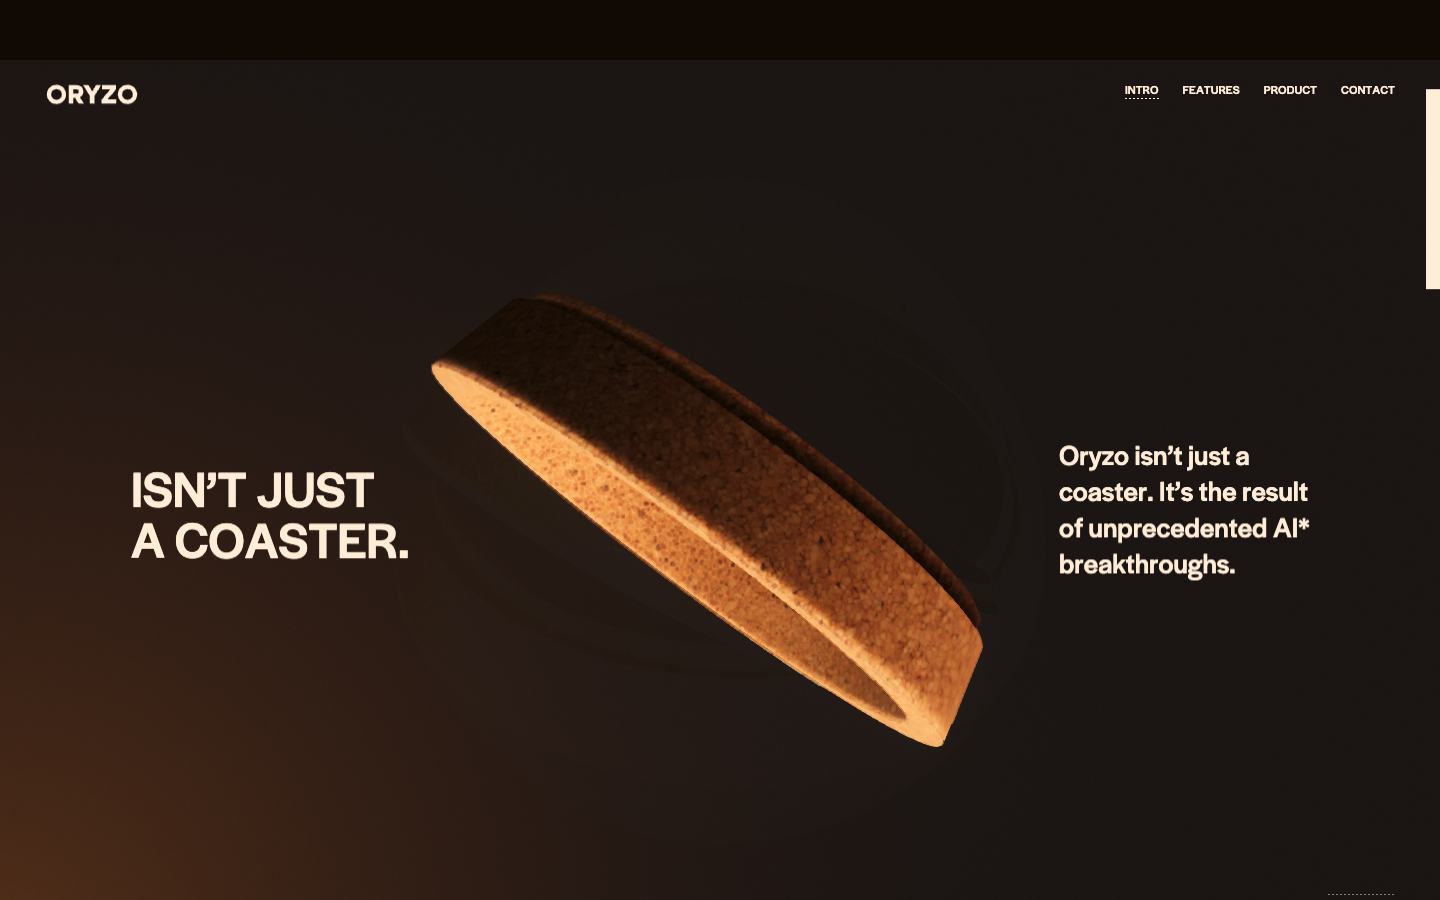 ORYZO
INTRO FEATURES PRODUCT CONTACT
ISN’T JUST
A COASTER.
Oryzo isn’t just a
coaster. It’s the result
of unprecedented AI*
breakthroughs.